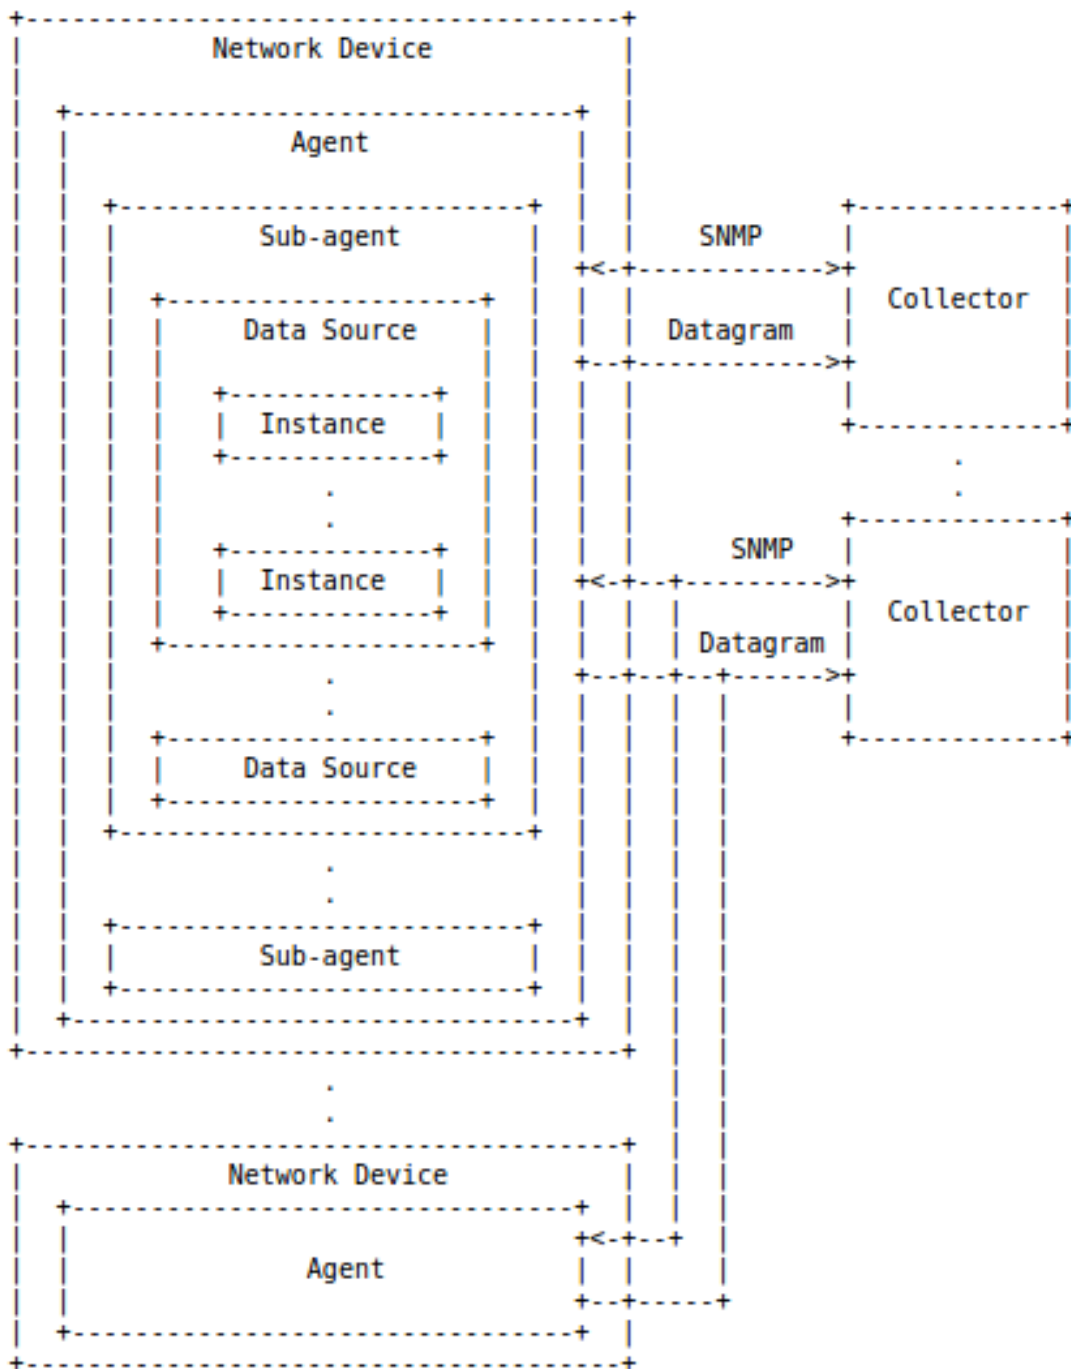 Network Device
Agent
Sub-agent
SNMP
Data Source
Collector
Datagram
Instance
Instance
SNMP
Collector
Datagram
Data Source
Sub-agent
Network Device
Agent